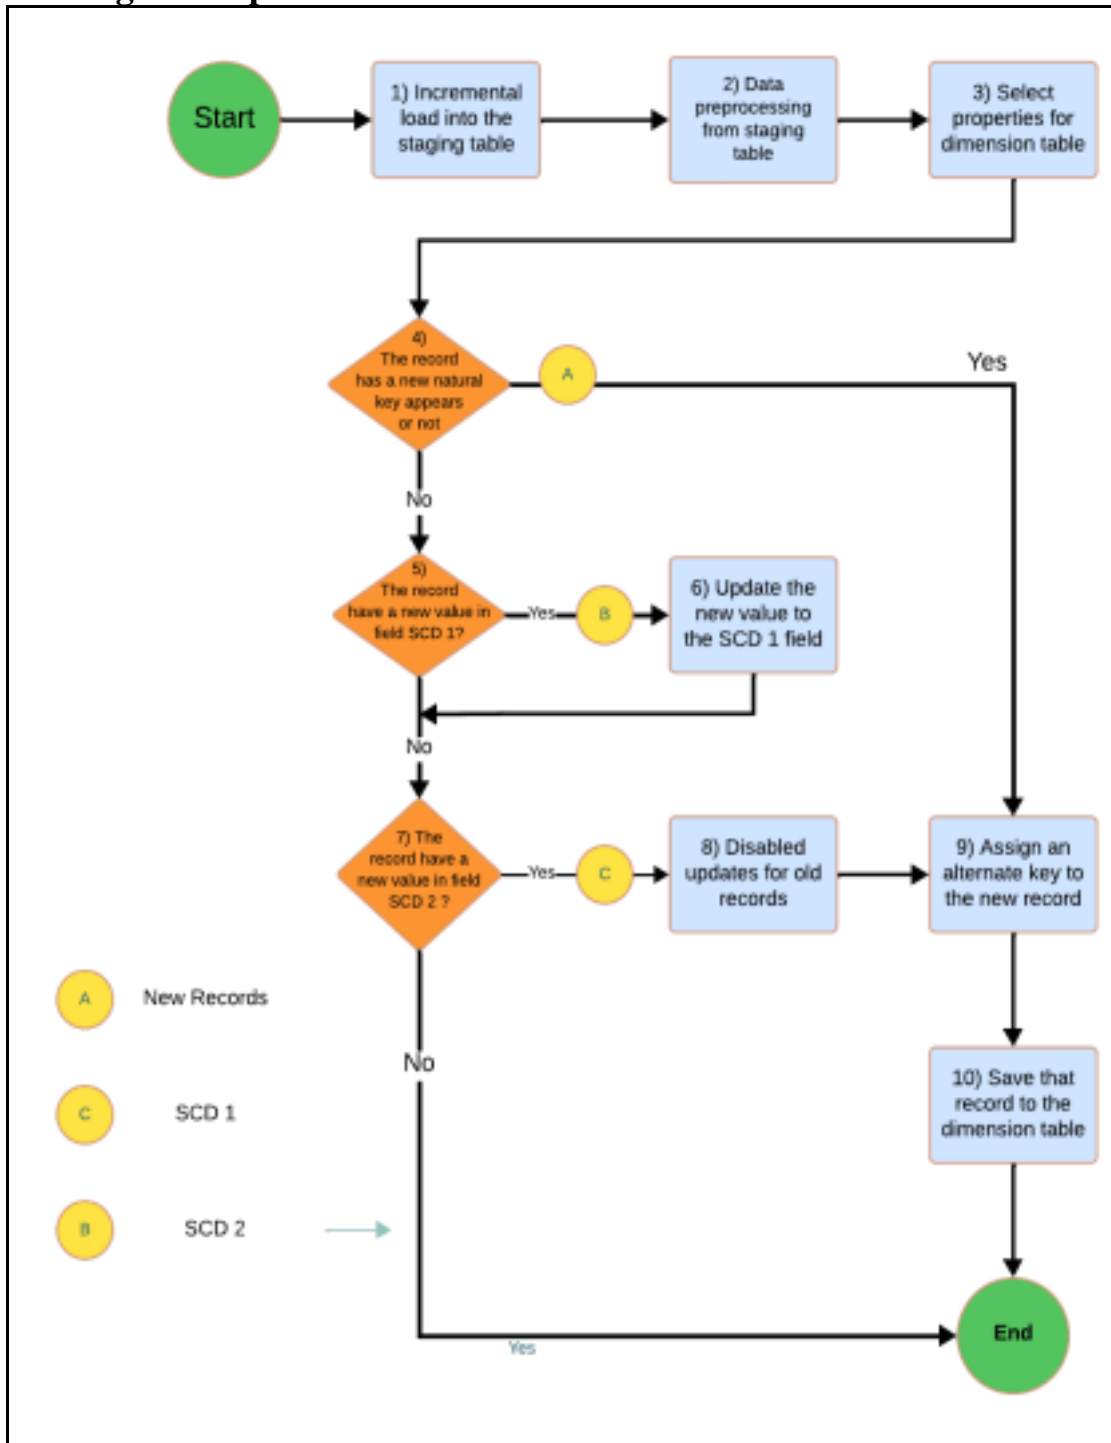 Start
1) Incremental
load into the
staging table
2) Data
preprocessing
from staging
table
3) Select
properties for
dimension table
4)
The record
has a new natural
key appears
or not
A
Yes
No
5)
The record
have a new value in
field SCD 1?
Yes
B
6) Update the
new value to
the SCD 1 field
No
7) The
record have a
new value in field
SCD 2 ?
Yes
C
8) Disabled
updates for old
records
9) Assign an
alternate key to
the new record
A
New Records
No
10) Save that
record to the
dimension table
C
SCD 1
B
SCD 2
End
Yes